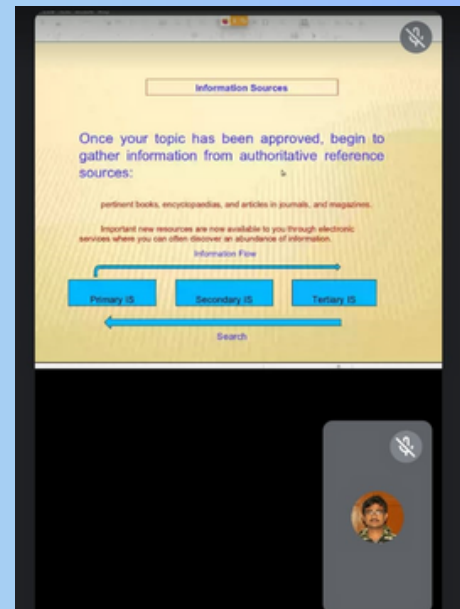 Information Sources
Once your topic has been approved, begin to
gather information from authoritative reference
sources:
pertinent books, encyclopaedias, and articles in journals, and magazines.
Important new resources are now available to you through electronic
services where you can often discover an abundance of information.
Information Flow
Primary IS
Secondary IS
Tertiary IS
Search